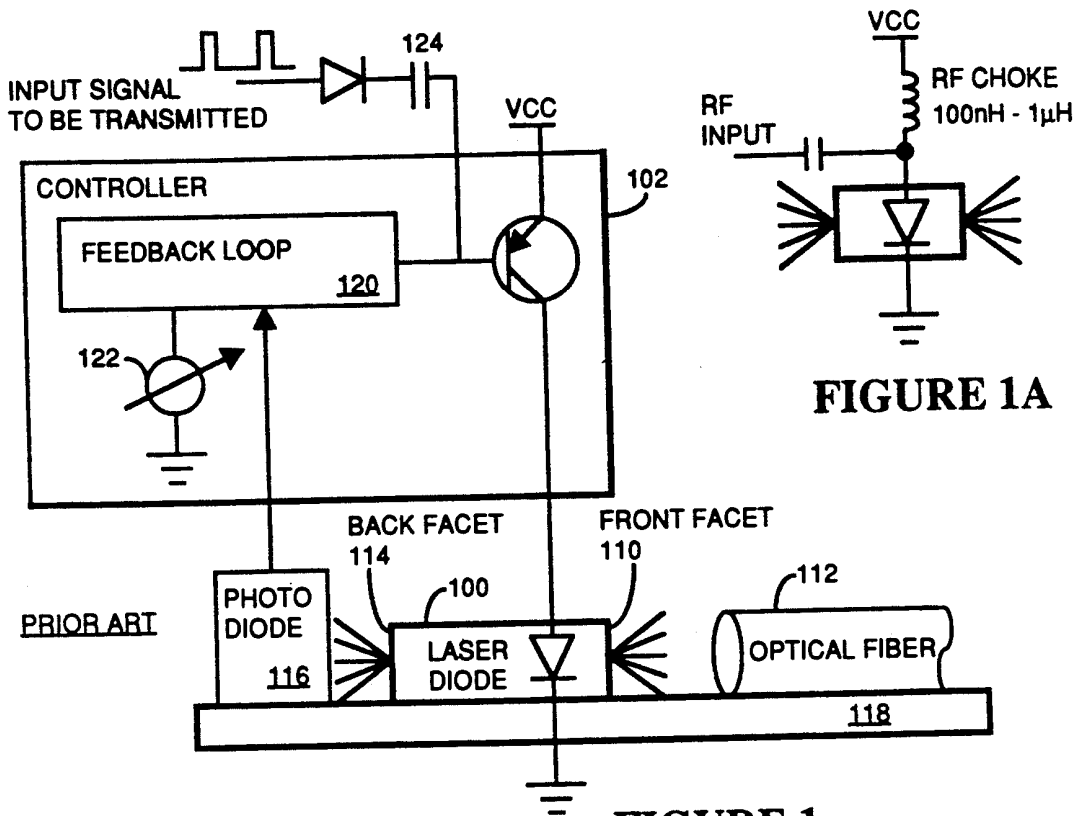 124
INPUT SIGNAL
TO BE TRANSMITTED
VCC
CONTROLLER
102
FEEDBACK LOOP
120
122
BACK FACET
114
FRONT FACET
110
PHOTO
DIODE
116
100
LASER
DIODE
112
OPTICAL FIBER
118
PRIOR ART
FIGURE 1
VCC
RF CHOKE
100nH - 1µH
RF
INPUT
FIGURE 1A